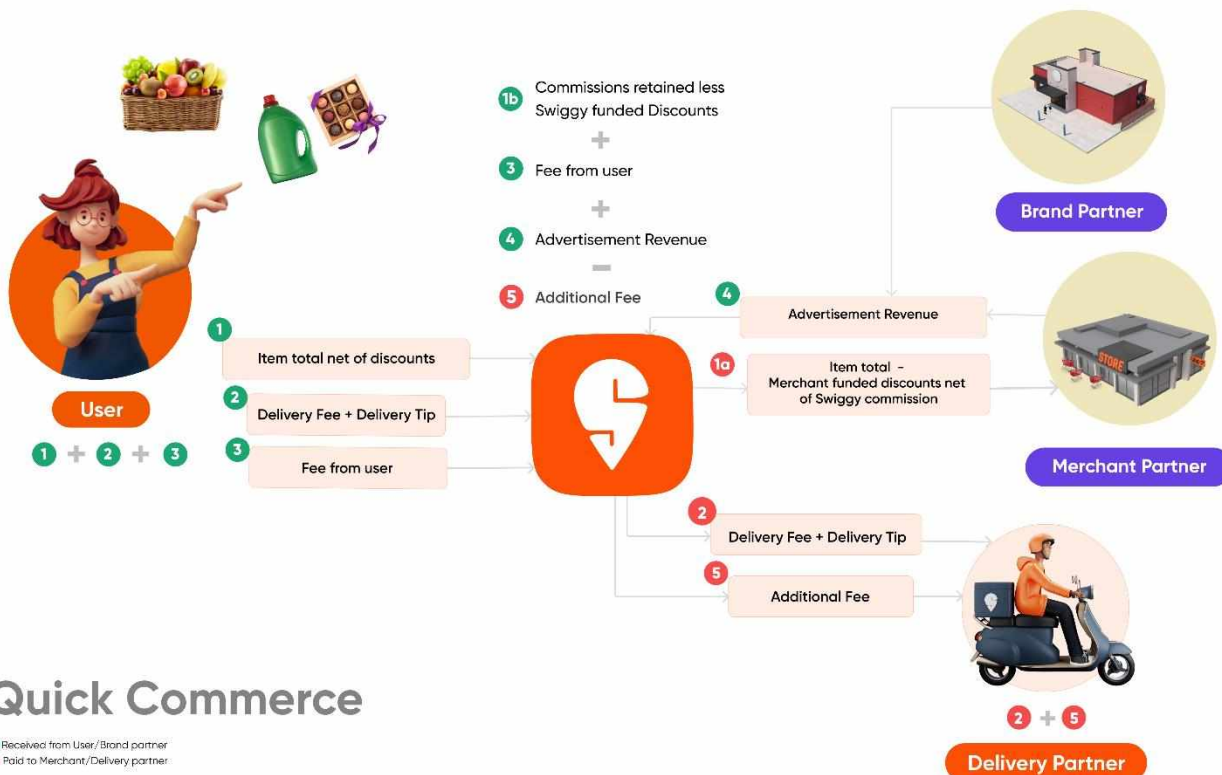 1b Commissions retained less
Swiggy funded Discounts
+
3 Fee from user
+
4 Advertisement Revenue
−
5 Additional Fee
Brand Partner
4
Advertisement Revenue
1
Item total net of discounts
1a
Item total -
Merchant funded discounts net
of Swiggy commission
STORE
User
2
Delivery Fee + Delivery Tip
1 + 2 + 3
3
Fee from user
Merchant Partner
2
Delivery Fee + Delivery Tip
5
Additional Fee
2 + 5
Delivery Partner
Quick Commerce
Received from User/Brand partner
Paid to Merchant/Delivery partner